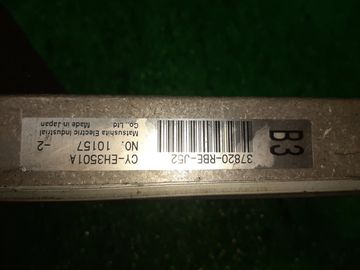 B3
37820-RBE-J52
CY-EH3501A
NO. 10157
-2
Matsushita Electric Industrial
Co., Ltd. Made in Japan